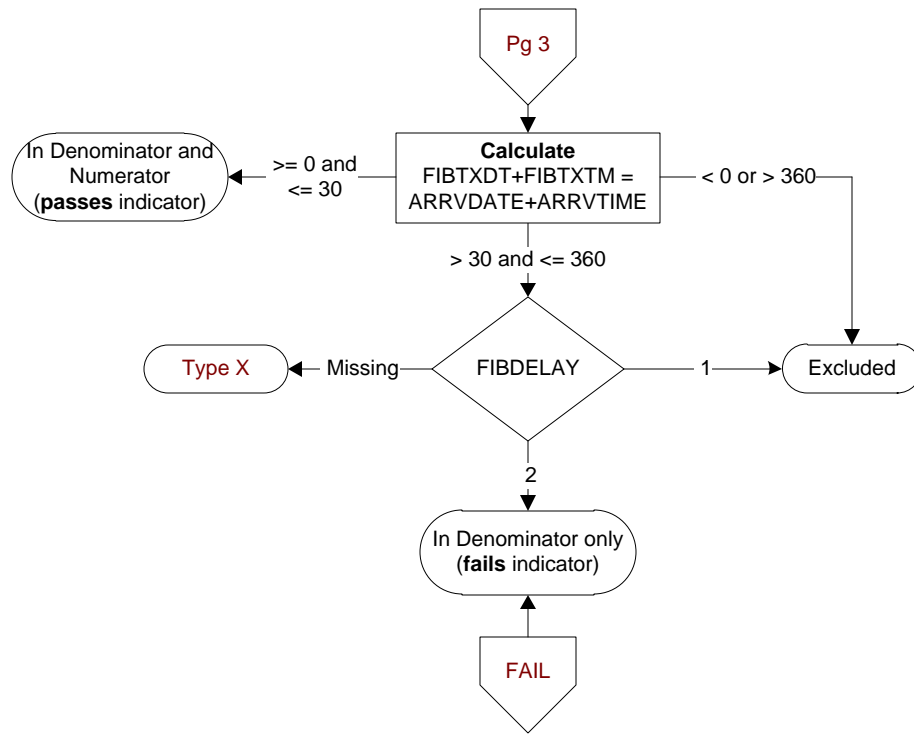 Pg 3
In Denominator and
Numerator
(passes indicator)
>= 0 and
<= 30
Calculate
FIBTXDT+FIBTXTM =
ARRVDATE+ARRVTIME
< 0 or > 360
> 30 and <= 360
Type X
Missing
FIBDELAY
1
Excluded
2
In Denominator only
(fails indicator)
FAIL